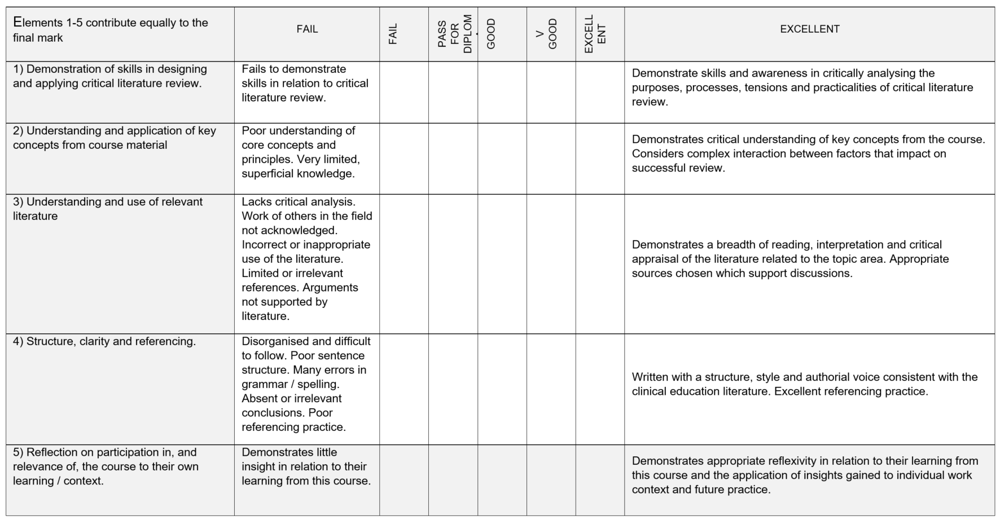 Elements 1-5 contribute equally to the
final mark
FAIL
FAIL
PASS
FOR
DIPLOM
GOOD
V
GOOD
EXCELL
ENT
EXCELLENT
1) Demonstration of skills in designing
and applying critical literature review.
Fails to demonstrate
skills in relation to critical
literature review.
Demonstrate skills and awareness in critically analysing the
purposes, processes, tensions and practicalities of critical literature
review.
2) Understanding and application of key
concepts from course material
Poor understanding of
core concepts and
principles. Very limited,
superficial knowledge.
Demonstrates critical understanding of key concepts from the course.
Considers complex interaction between factors that impact on
successful review.
3) Understanding and use of relevant
literature
Lacks critical analysis.
Work of others in the field
not acknowledged.
Incorrect or inappropriate
use of the literature.
Limited or irrelevant
references. Arguments
not supported by
literature.
Demonstrates a breadth of reading, interpretation and critical
appraisal of the literature related to the topic area. Appropriate
sources chosen which support discussions.
4) Structure, clarity and referencing.
Disorganised and difficult
to follow. Poor sentence
structure. Many errors in
grammar / spelling.
Absent or irrelevant
conclusions. Poor
referencing practice.
Written with a structure, style and authorial voice consistent with the
clinical education literature. Excellent referencing practice.
5) Reflection on participation in, and
relevance of, the course to their own
learning / context.
Demonstrates little
insight in relation to their
learning from this course.
Demonstrates appropriate reflexivity in relation to their learning from
this course and the application of insights gained to individual work
context and future practice.